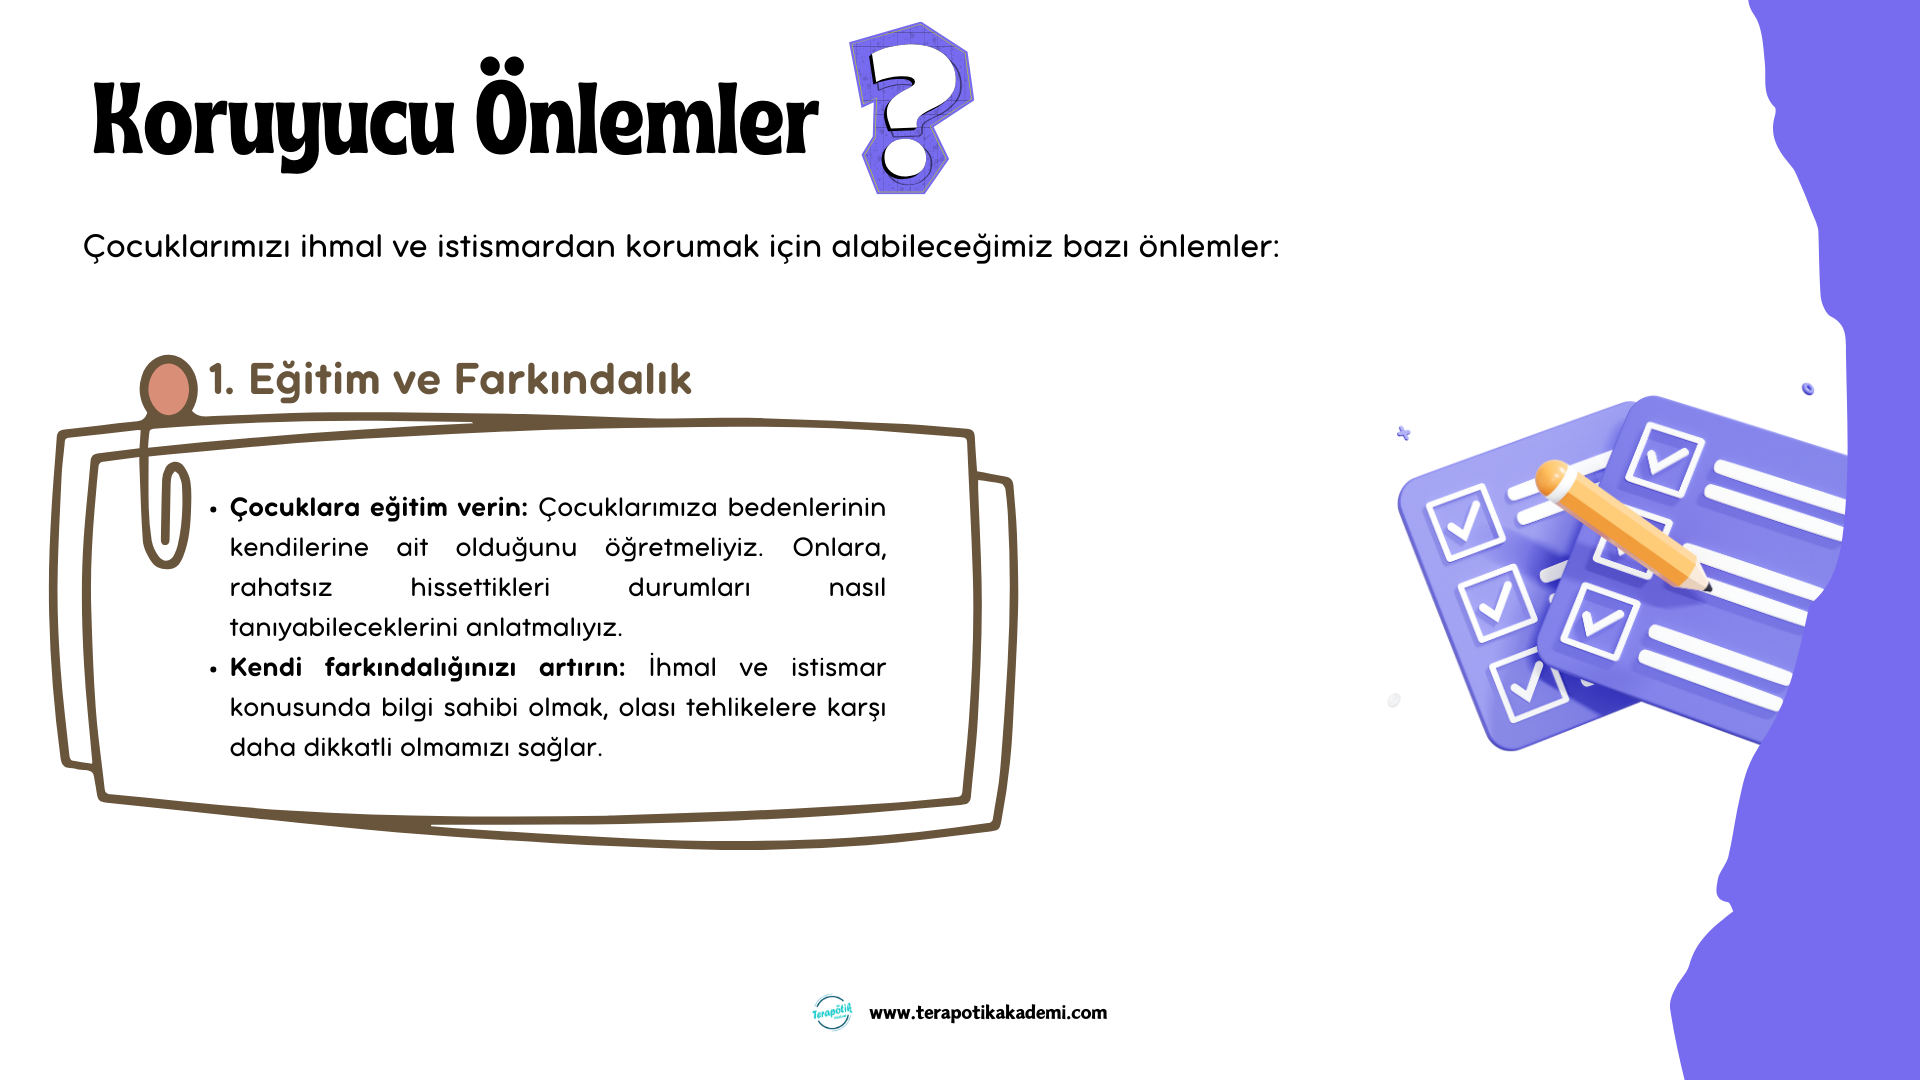 Koruyucu Önlemler ?
Çocuklarımızı ihmal ve istismardan korumak için alabileceğimiz bazı önlemler:
1. Eğitim ve Farkındalık
• Çocuklara eğitim verin: Çocuklarımıza bedenlerinin
kendilerine ait olduğunu öğretmeliyiz. Onlara,
rahatsız hissettikleri durumları nasıl
tanıyabileceklerini anlatmalıyız.
• Kendi farkındalığınızı artırın: İhmal ve istismar
konusunda bilgi sahibi olmak, olası tehlikelere karşı
daha dikkatli olmamızı sağlar.
Terapötik
www.terapotikakademi.com